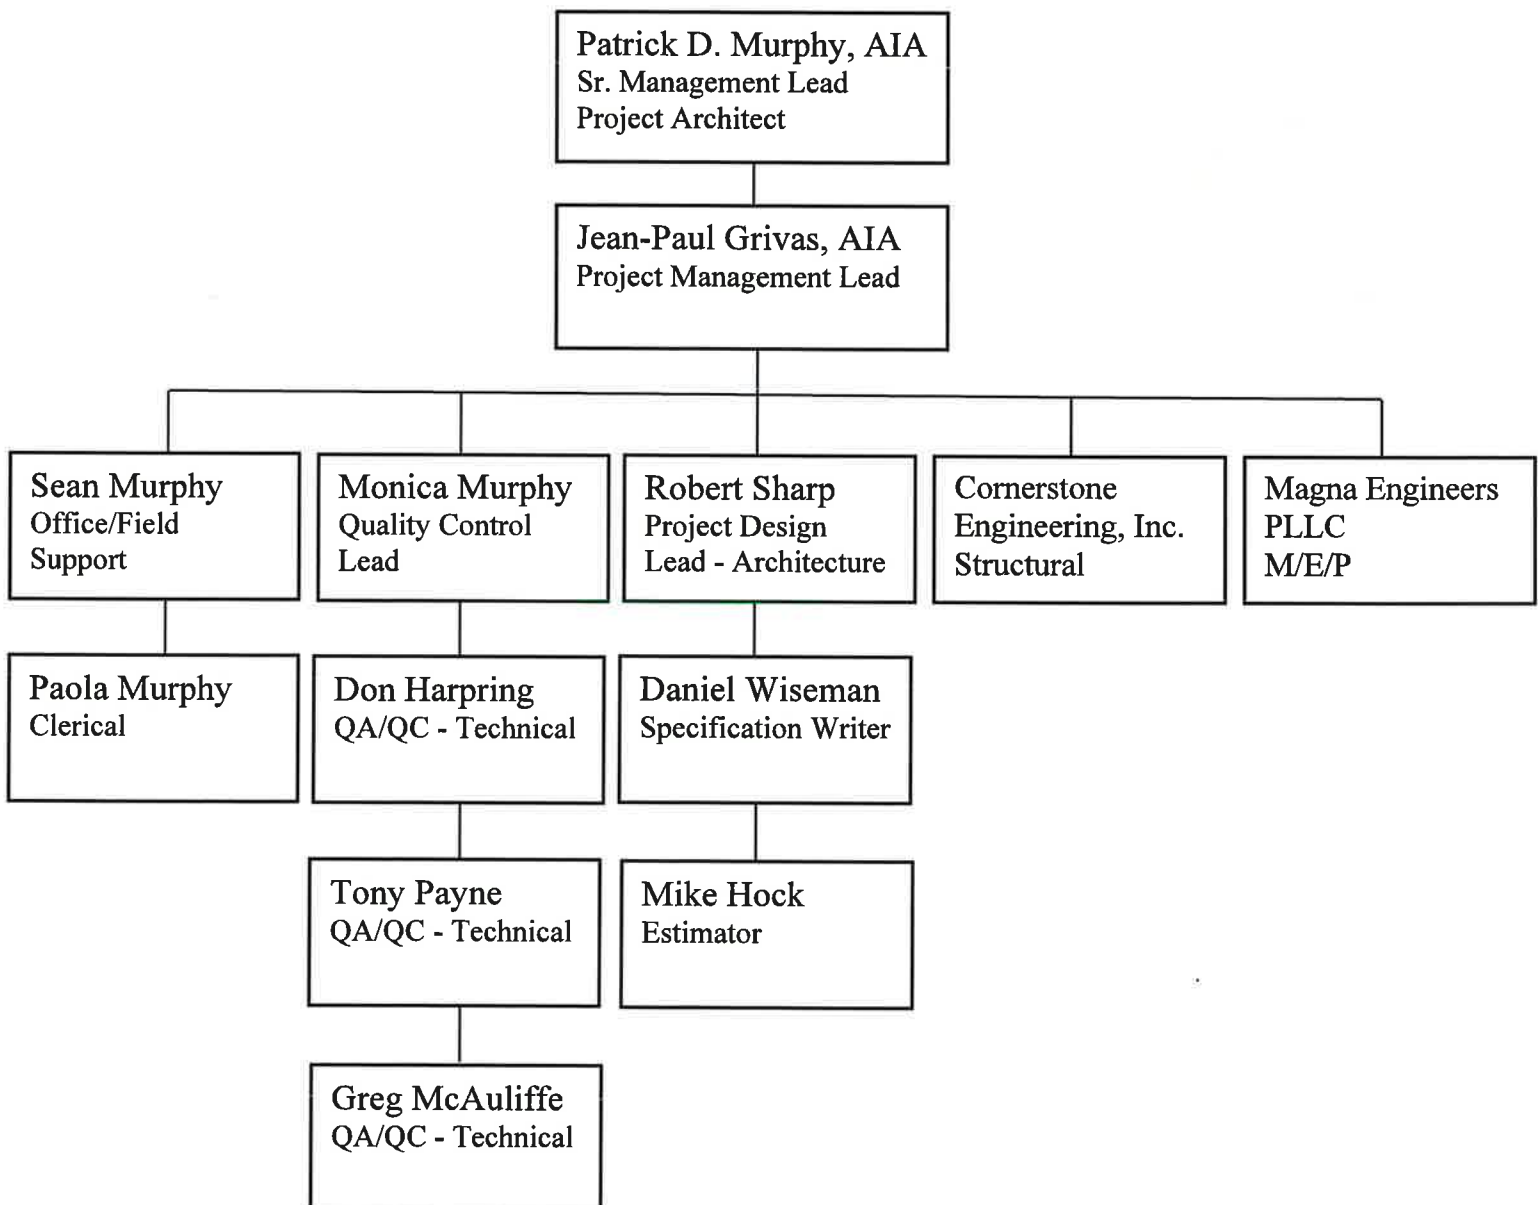 Patrick D. Murphy, AIA
Sr. Management Lead
Project Architect
Jean-Paul Grivas, AIA
Project Management Lead
Sean Murphy
Office/Field
Support
Monica Murphy
Quality Control
Lead
Robert Sharp
Project Design
Lead - Architecture
Cornerstone
Engineering, Inc.
Structural
Magna Engineers
PLLC
M/E/P
Paola Murphy
Clerical
Don Harpring
QA/QC - Technical
Daniel Wiseman
Specification Writer
Tony Payne
QA/QC - Technical
Mike Hock
Estimator
Greg McAuliffe
QA/QC - Technical